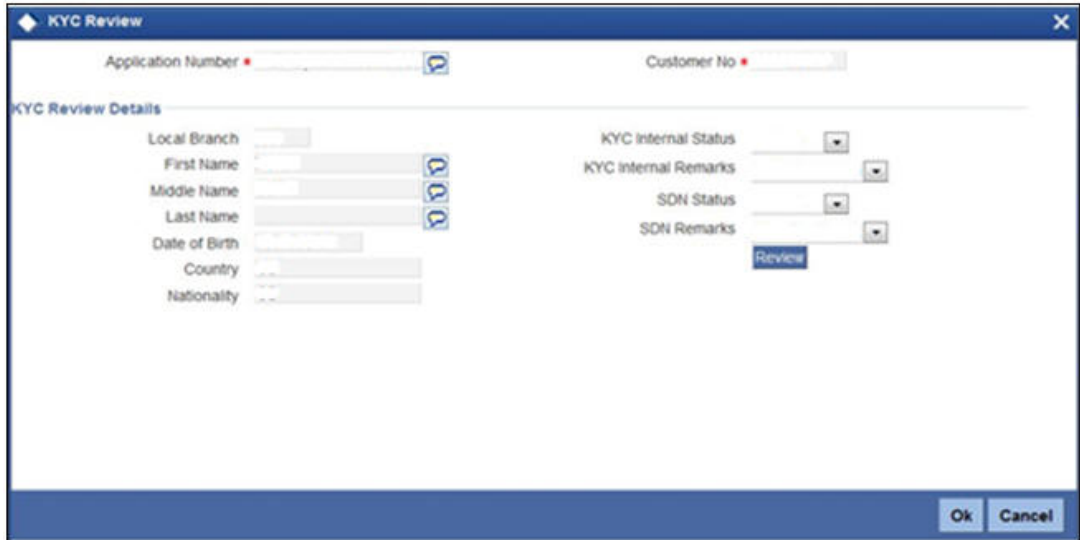 KYC Review
Application Number *
Customer No *
KYC Review Details
Local Branch
First Name
Middle Name
Last Name
Date of Birth
Country
Nationality
KYC Internal Status
KYC Internal Remarks
SDN Status
SDN Remarks
Review
Ok
Cancel